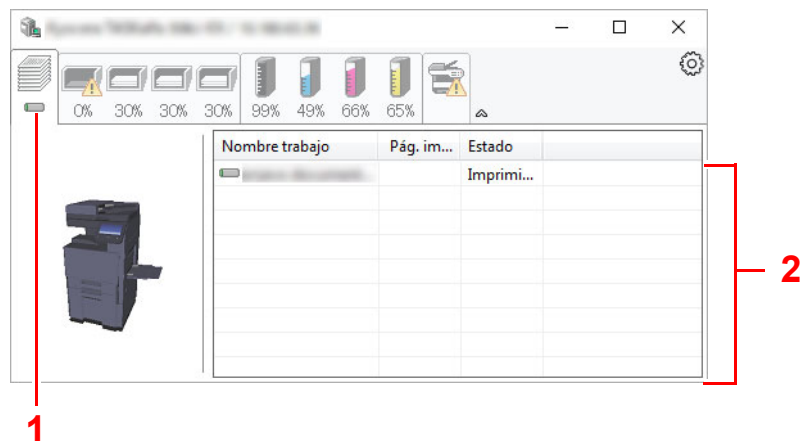 0% 30% 30% 30% 99% 49% 66% 65%
Nombre trabajo Pág. im... Estado
Imprimi...
2
1